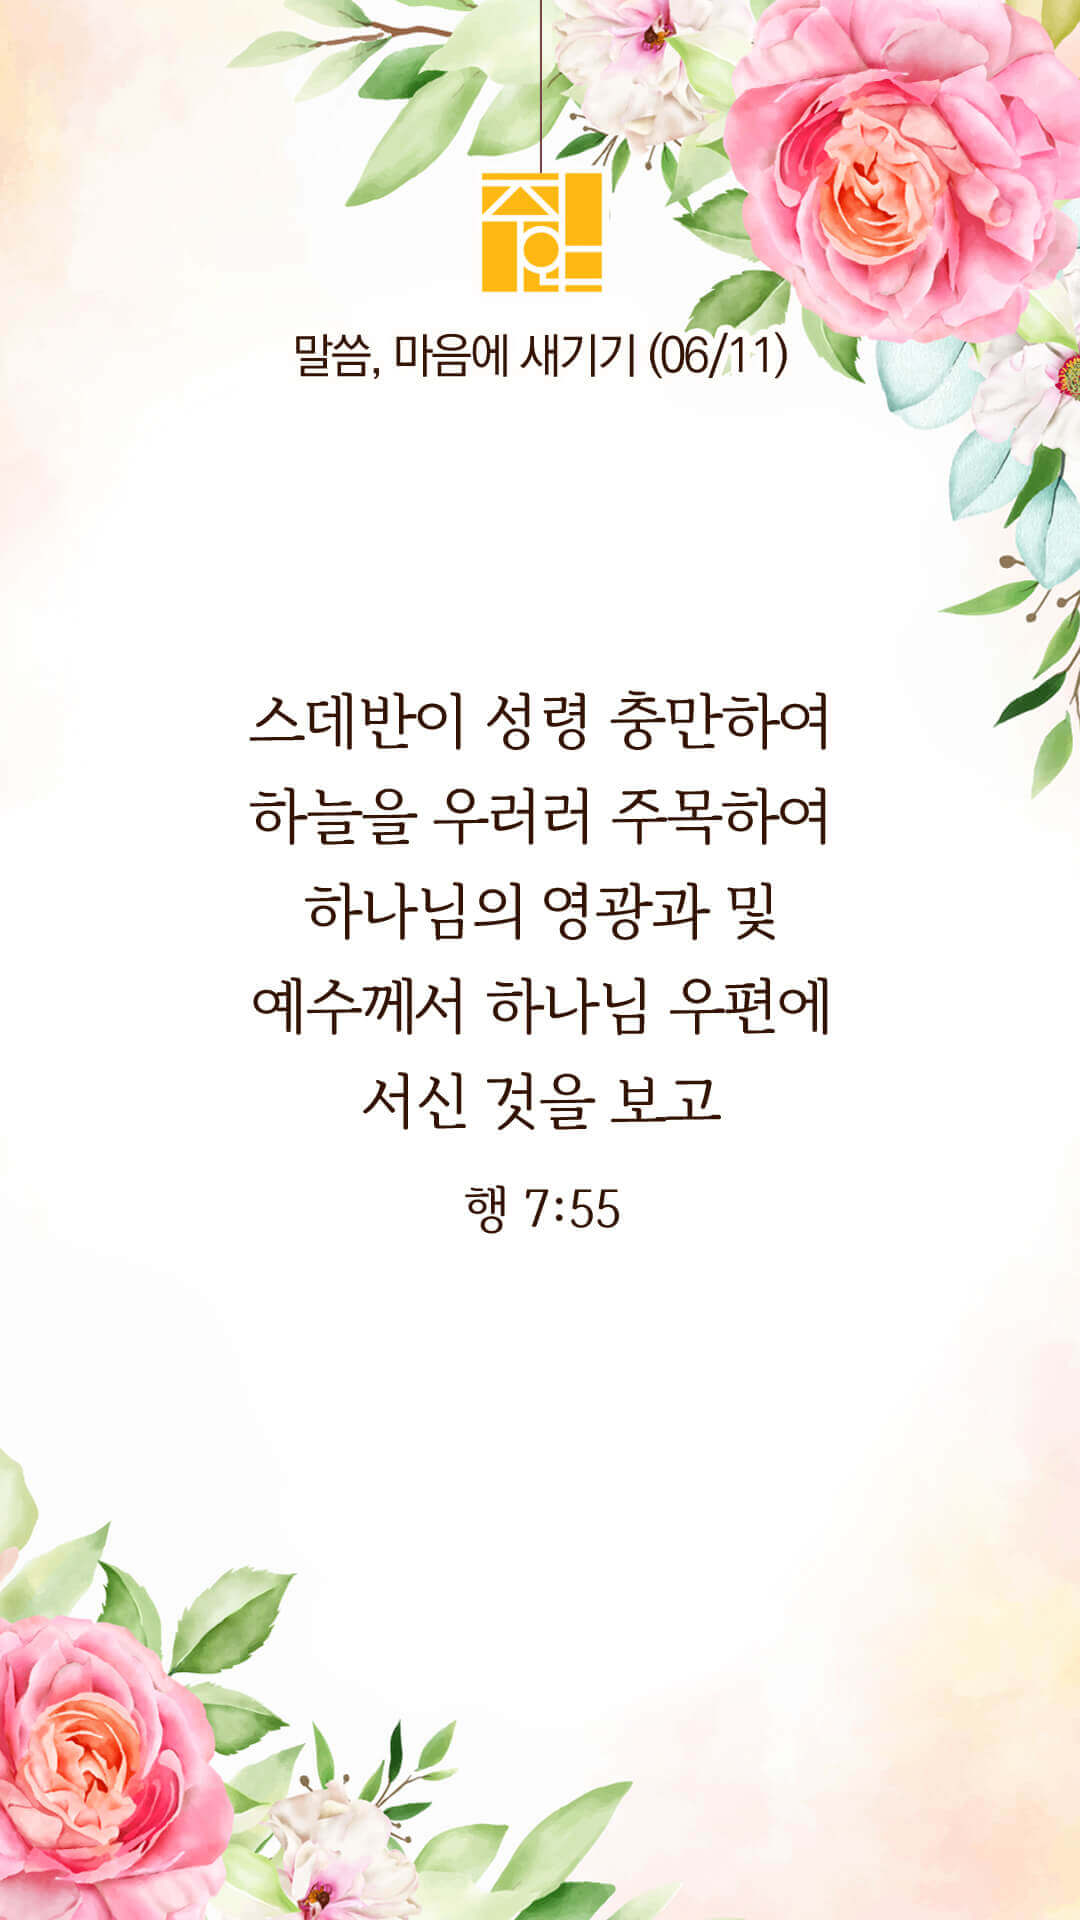 말씀, 마음에 새기기 (06/11)
스데반이 성령 충만하여
하늘을 우러러 주목하여
하나님의 영광과 및
예수께서 하나님 우편에
서신 것을 보고
행 7:55